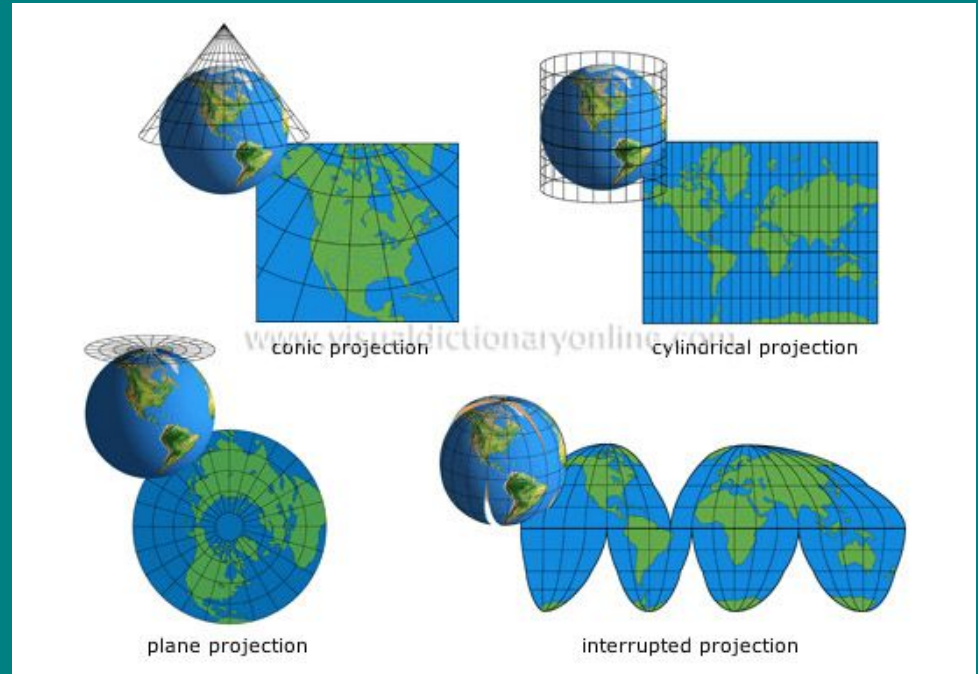 www.visualdictionaryonline.com
conic projection
cylindrical projection
plane projection
interrupted projection